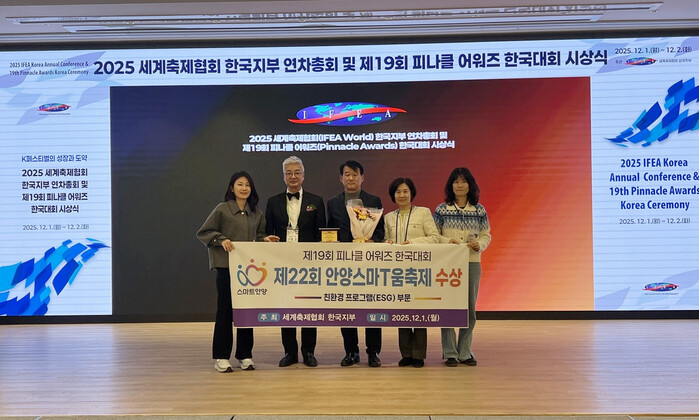 2025 IFEA Korea Annual Conference &
19th Pinnacle Awards Korea Ceremony
2025 세계축제협회 한국지부 연차총회 및 제19회 피나클 어워즈 한국대회 시상식
2025. 12. 1.(월) ~ 12. 2.(화)
K페스티벌의 성장과 도약
2025 세계축제협회
한국지부 연차총회 및
제19회 피나클 어워즈
한국대회 시상식
2025. 12. 1.(월) ~ 12. 2.(화)
I F E A
2025 세계축제협회(IFEA World) 한국지부 연차총회 및
제19회 피나클 어워즈(Pinnacle Awards) 한국대회 시상식
2025 IFEA Korea
Annual Conference &
19th Pinnacle Awards
Korea Ceremony
2025. 12. 1.(월) ~ 12. 2.(화)
제19회 피나클 어워즈 한국대회
스마트안양
제22회 안양스마T움축제 수상
친환경 프로그램(ESG) 부문
주 최 세계축제협회 한국지부 일 시 2025.12.1.(월)